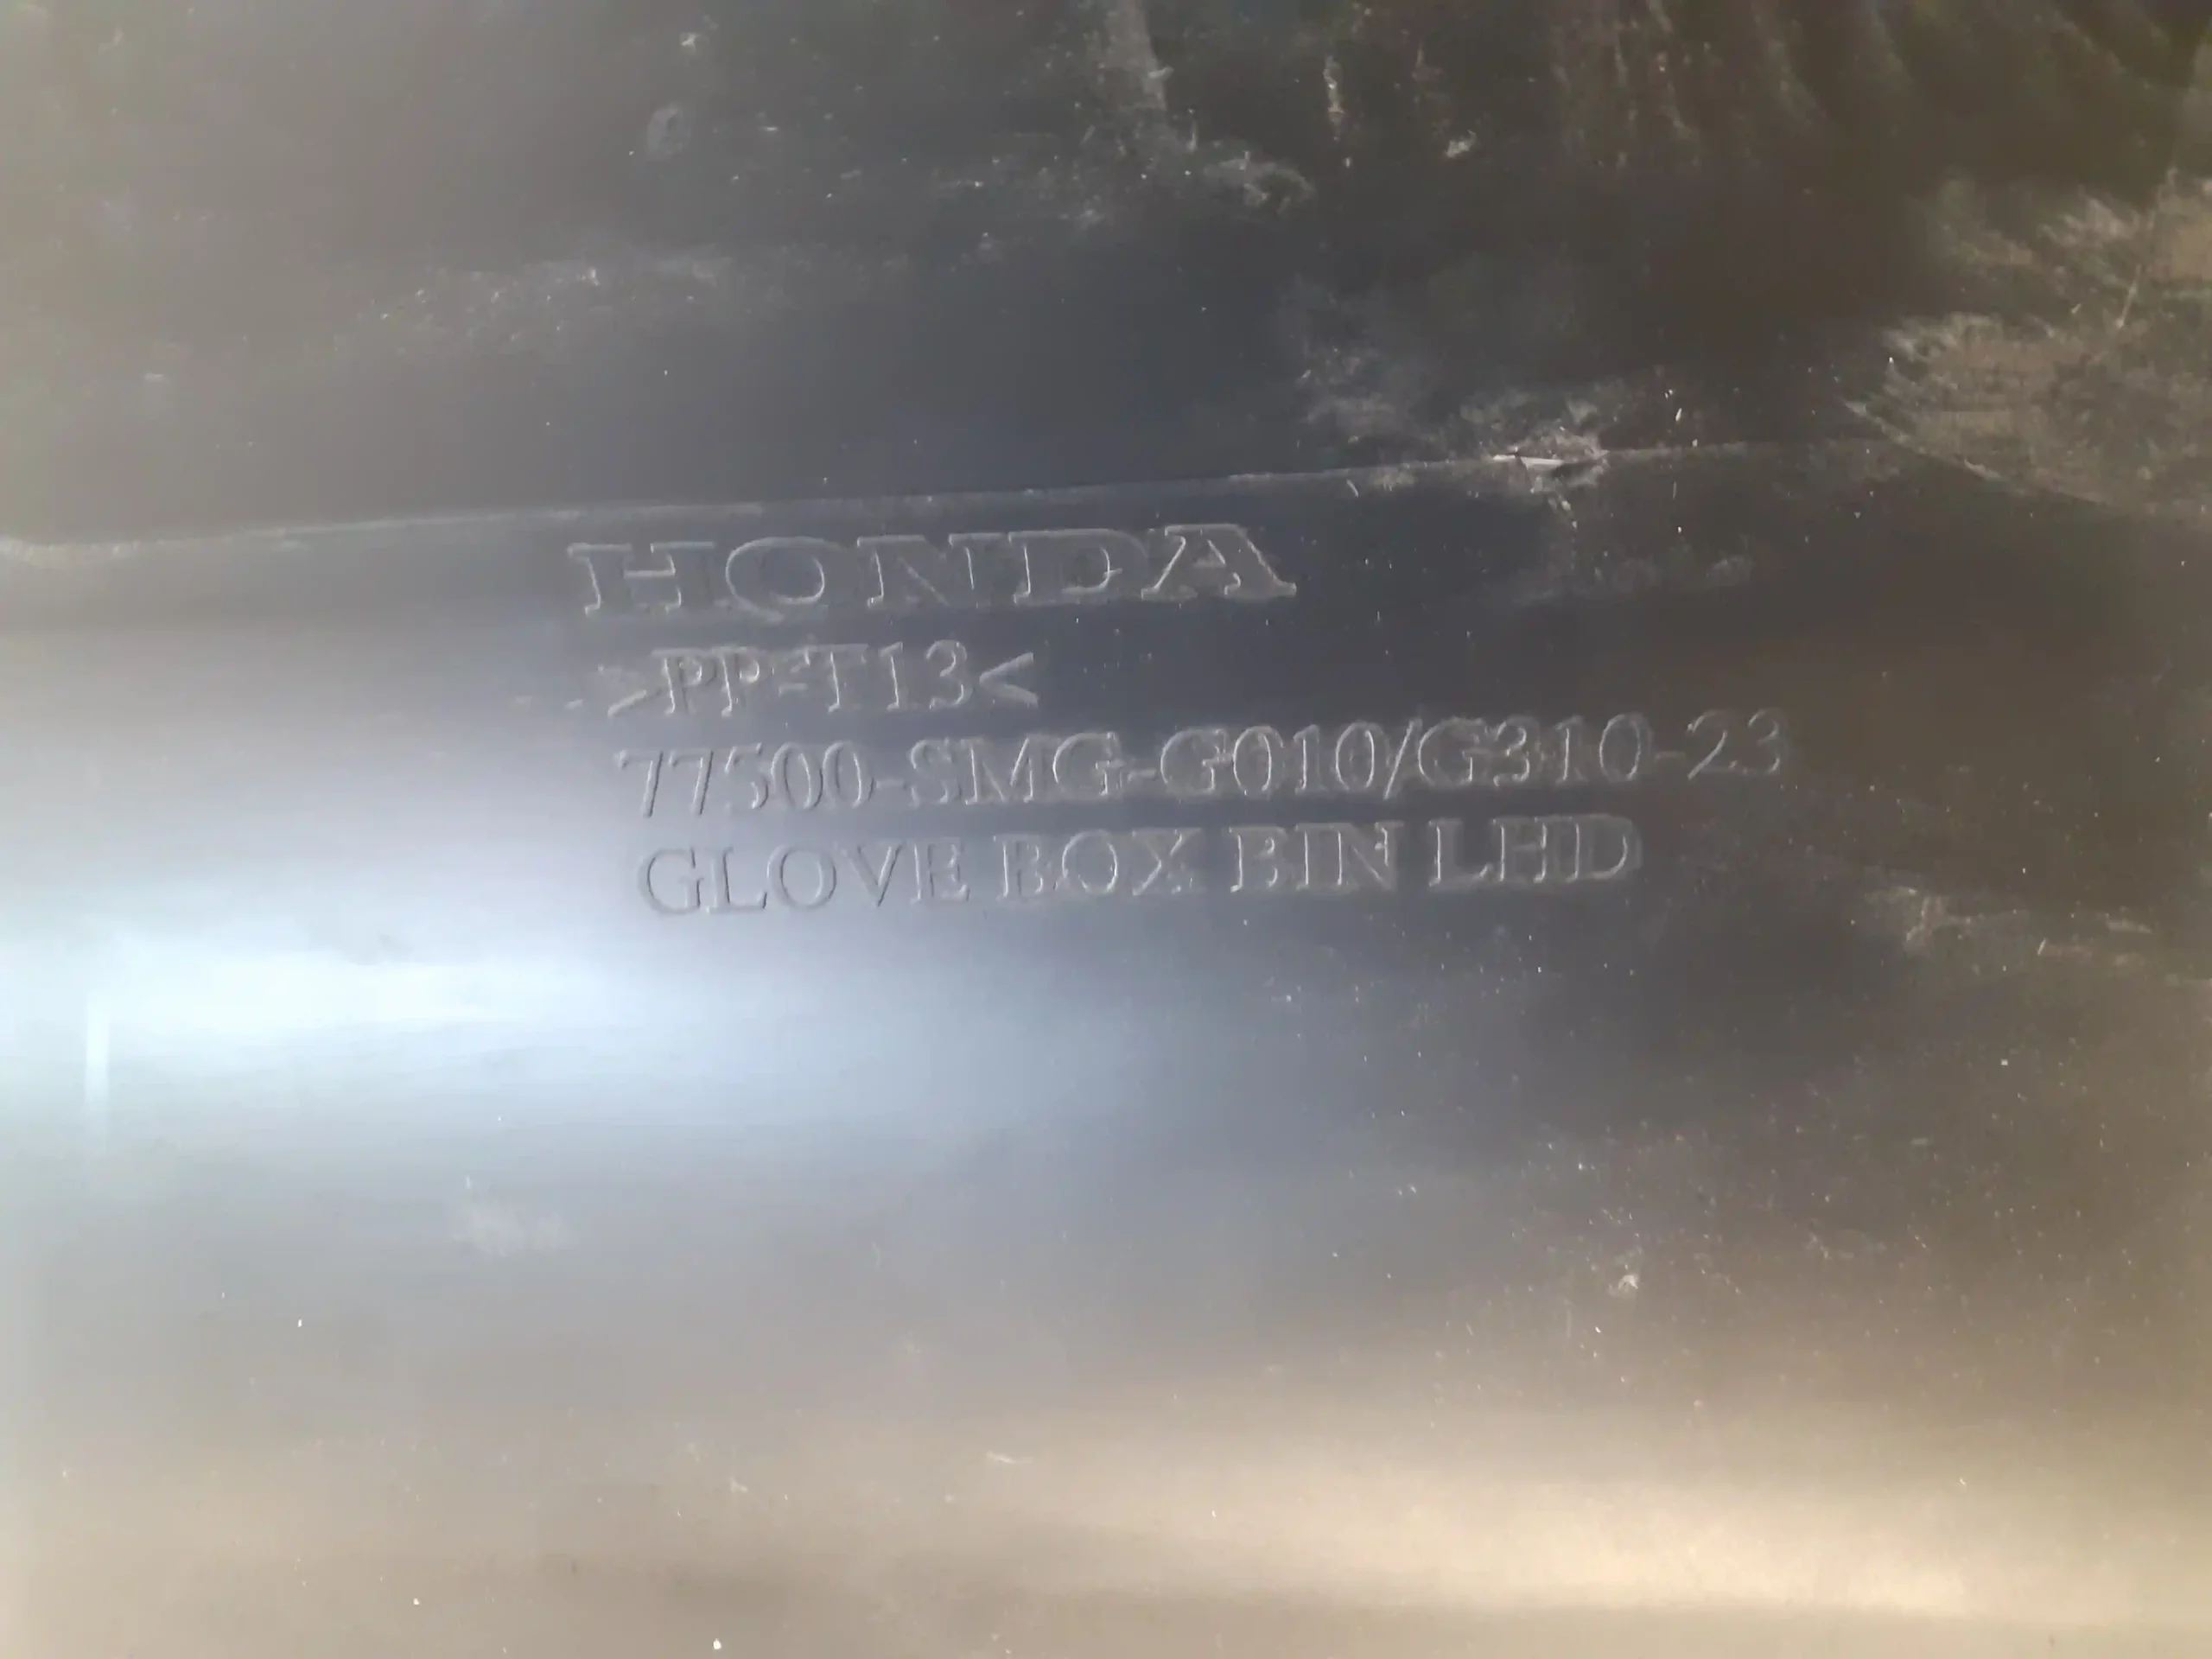 HONDA
>PP-T13<
77500-SMG-G010/G310-23
GLOVE BOX BIN LHD